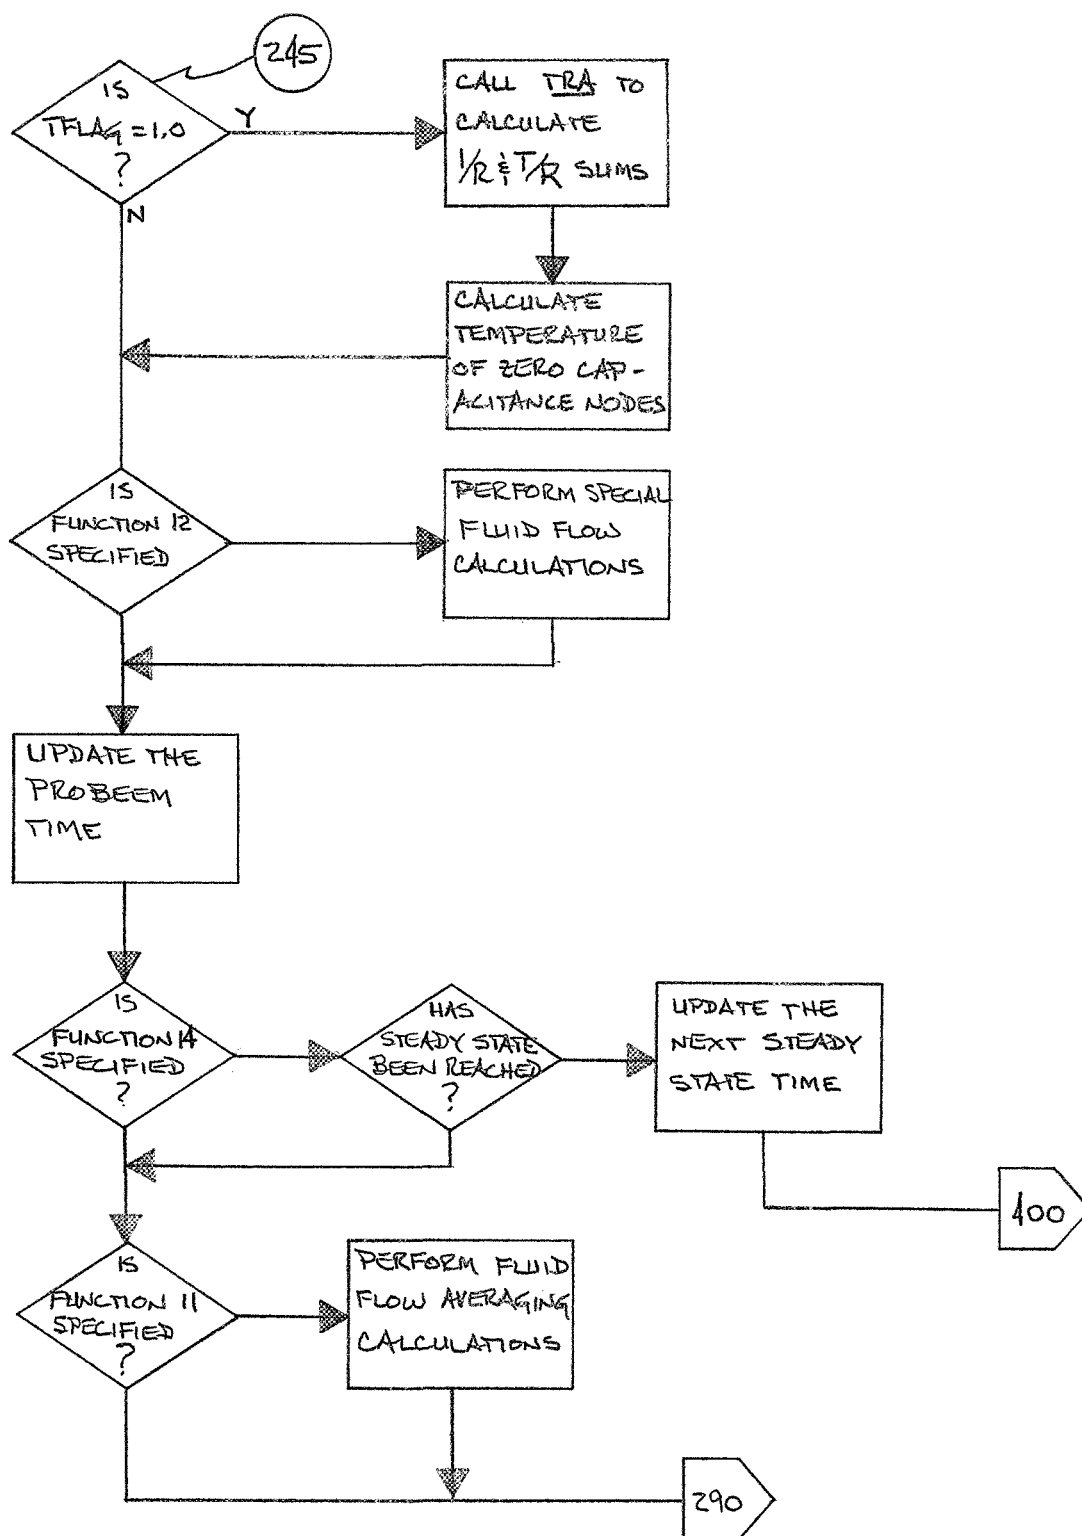 245
IS
TFLAG = 1.0
?
Y
N
CALL TRA TO
CALCULATE
1/R & T/R SUMS
CALCULATE
TEMPERATURE
OF ZERO CAP-
ACITANCE NODES
IS
FUNCTION 12
SPECIFIED
PERFORM SPECIAL
FLUID FLOW
CALCULATIONS
UPDATE THE
PROBEEM
TIME
IS
FUNCTION 14
SPECIFIED
?
HAS
STEADY STATE
BEEN REACHED
?
UPDATE THE
NEXT STEADY
STATE TIME
400
IS
FUNCTION 11
SPECIFIED
?
PERFORM FLUID
FLOW AVERAGING
CALCULATIONS
290